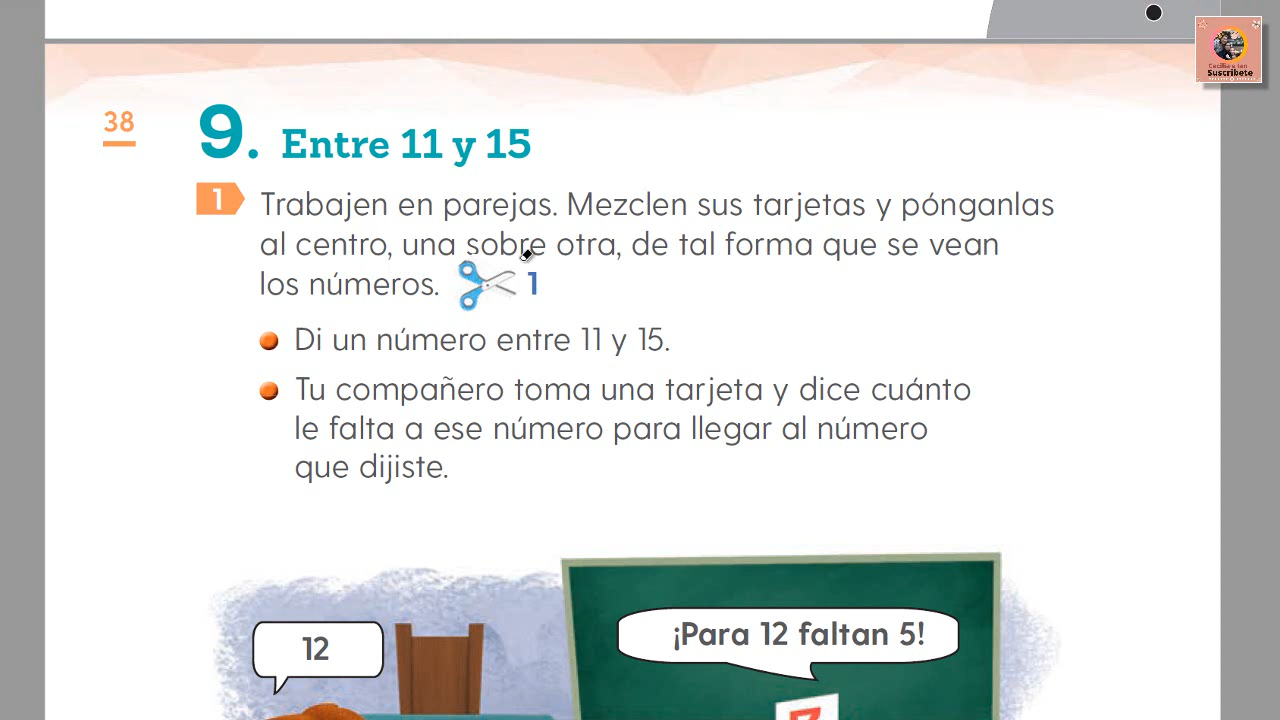 38
9. Entre 11 y 15
1 Trabajen en parejas. Mezclen sus tarjetas y pónganlas
al centro, una sobre otra, de tal forma que se vean
los números. 1
Di un número entre 11 y 15.
Tu compañero toma una tarjeta y dice cuánto
le falta a ese número para llegar al número
que dijiste.
12
¡Para 12 faltan 5!
7
Suscribete